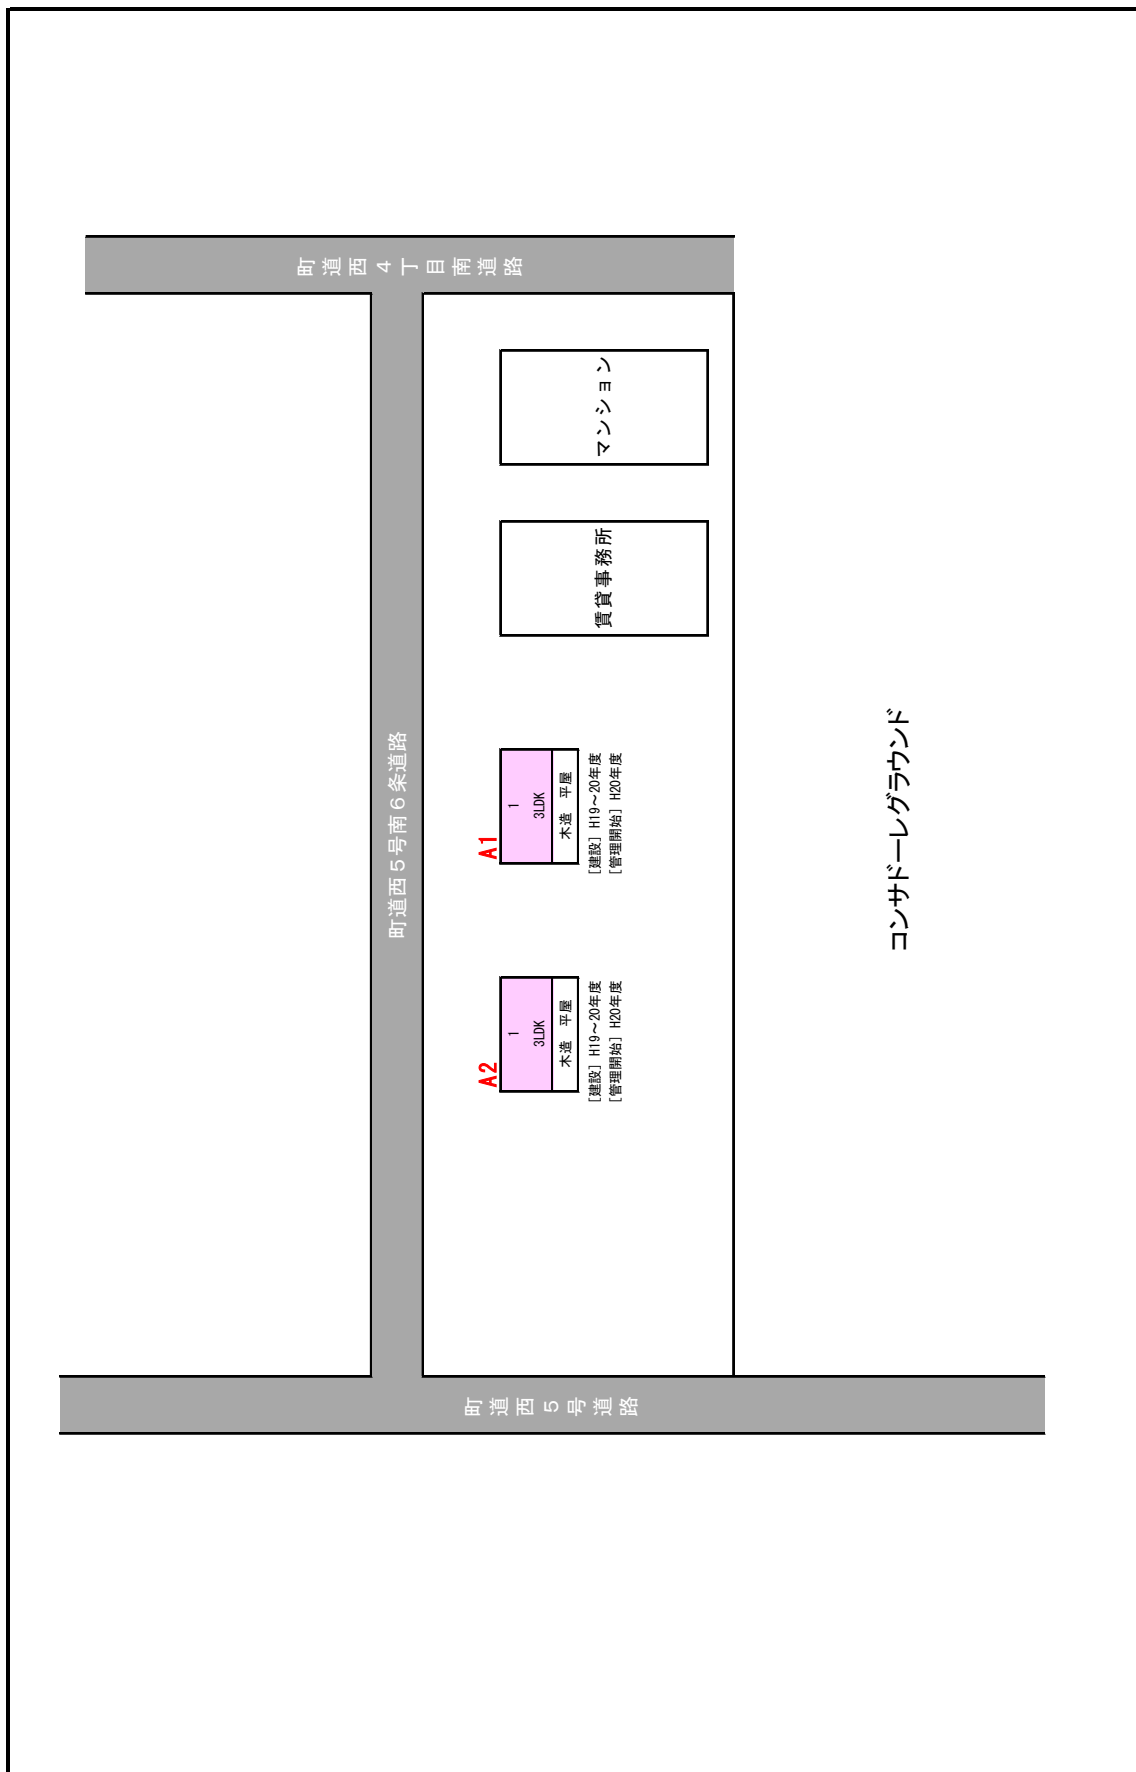 町道西４丁目南道路
マンション
賃貸事務所
町道西５号南６条道路
A1
1
3LDK
木造　平屋
［建設］H19～20年度
［管理開始］H20年度
A2
1
3LDK
木造　平屋
［建設］H19～20年度
［管理開始］H20年度
コンサドーレグラウンド
町道西５号道路